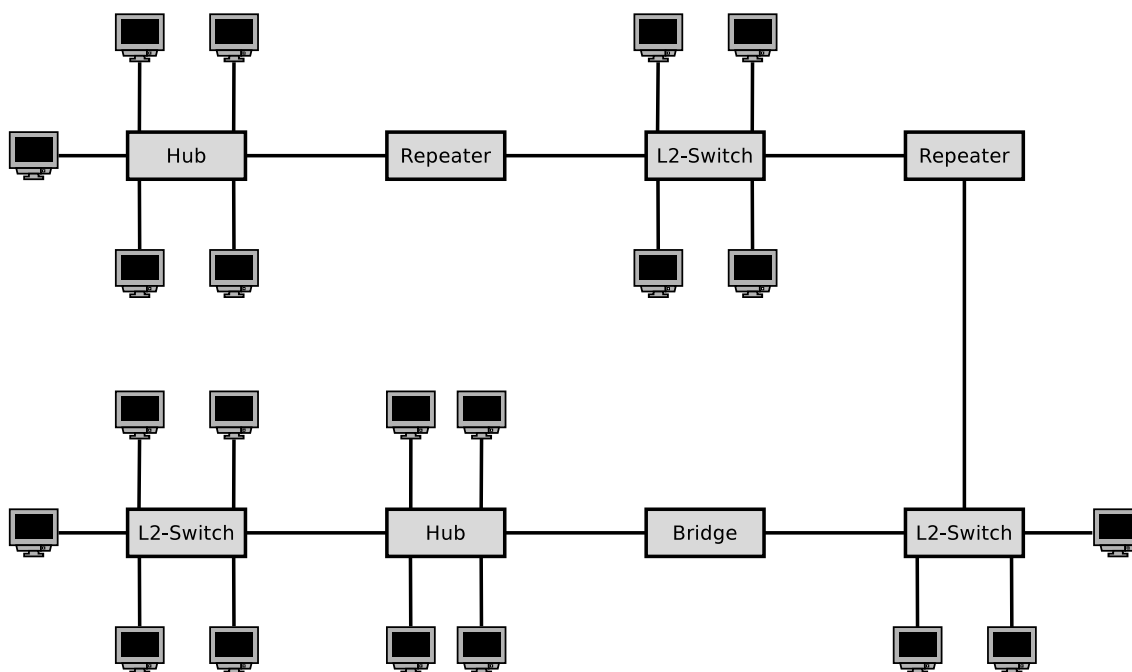 Hub
Repeater
L2-Switch
Repeater
L2-Switch
Hub
Bridge
L2-Switch